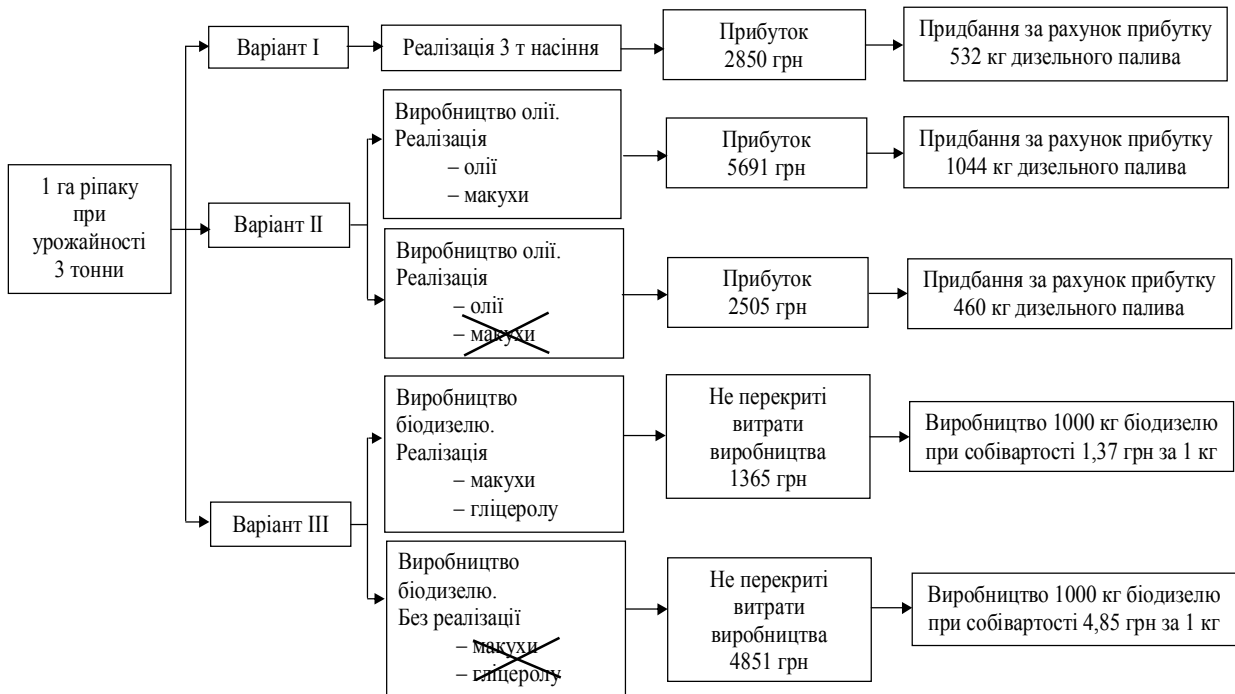 1 га ріпаку
при
урожайності
3 тонни
Варіант I
Реалізація 3 т насіння
Прибуток
2850 грн
Придбання за рахунок прибутку
532 кг дизельного палива
Варіант II
Виробництво олії.
Реалізація
– олії
– макухи
Прибуток
5691 грн
Придбання за рахунок прибутку
1044 кг дизельного палива
Виробництво олії.
Реалізація
– олії
– макухи
Прибуток
2505 грн
Придбання за рахунок прибутку
460 кг дизельного палива
Варіант III
Виробництво
біодизелю.
Реалізація
– макухи
– гліцеролу
Не перекриті
витрати
виробництва
1365 грн
Виробництво 1000 кг біодизелю
при собівартості 1,37 грн за 1 кг
Виробництво
біодизелю.
Без реалізації
– макухи
– гліцеролу
Не перекриті
витрати
виробництва
4851 грн
Виробництво 1000 кг біодизелю
при собівартості 4,85 грн за 1 кг